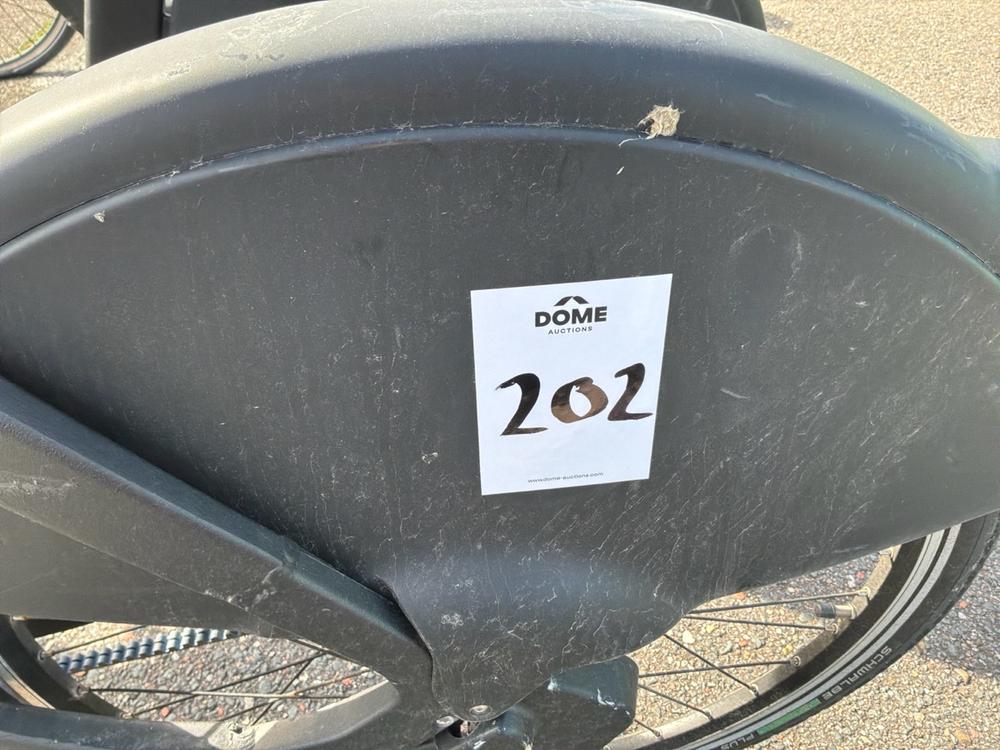 DOME
AUCTIONS
202
www.dome-auctions.com
SCHWALBE
PLUS